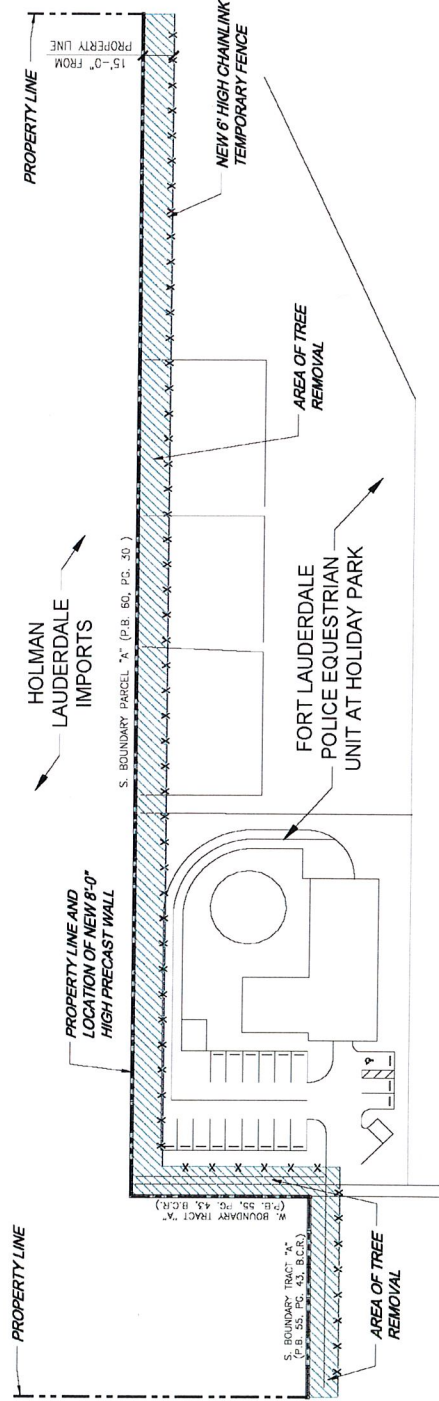 PROPERTY LINE
15'-0" FROM
PROPERTY LINE
NEW 6' HIGH CHAINLINK
TEMPORARY FENCE
HOLMAN
LAUDERDALE
IMPORTS
S. BOUNDARY PARCEL "A" (P.B. 60, PG. 30 )
AREA OF TREE
REMOVAL
FORT LAUDERDALE
POLICE EQUESTRIAN
UNIT AT HOLIDAY PARK
PROPERTY LINE AND
LOCATION OF NEW 8'-0"
HIGH PRECAST WALL
W. BOUNDARY TRACT "A"
(P.B. 55, PG. 43, B.C.R.)
PROPERTY LINE
S. BOUNDARY TRACT "A"
(P.B. 55, PG. 43, B.C.R.)
AREA OF TREE
REMOVAL